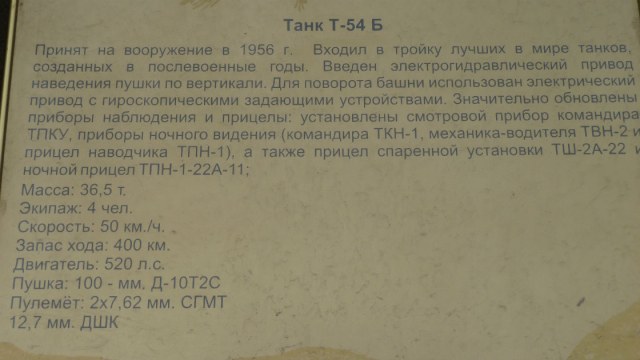 Танк Т-54 Б
Принят на вооружение в 1956 г. Входил в тройку лучших в мире танков,
созданных в послевоенные годы. Введен электрогидравлический привод
наведения пушки по вертикали. Для поворота башни использован электрический
привод с гироскопическими задающими устройствами. Значительно обновлены
приборы наблюдения и прицелы: установлены смотровой прибор командира
ТПКУ, приборы ночного видения (командира ТКН-1, механика-водителя ТВН-2 и
прицел наводчика ТПН-1), а также прицел спаренной установки ТШ-2А-22 и
ночной прицел ТПН-1-22А-11;
Масса: 36,5 т.
Экипаж: 4 чел.
Скорость: 50 км./ч.
Запас хода: 400 км.
Двигатель: 520 л.с.
Пушка: 100 - мм. Д-10Т2С
Пулемёт: 2х7,62 мм. СГМТ
12,7 мм. ДШК